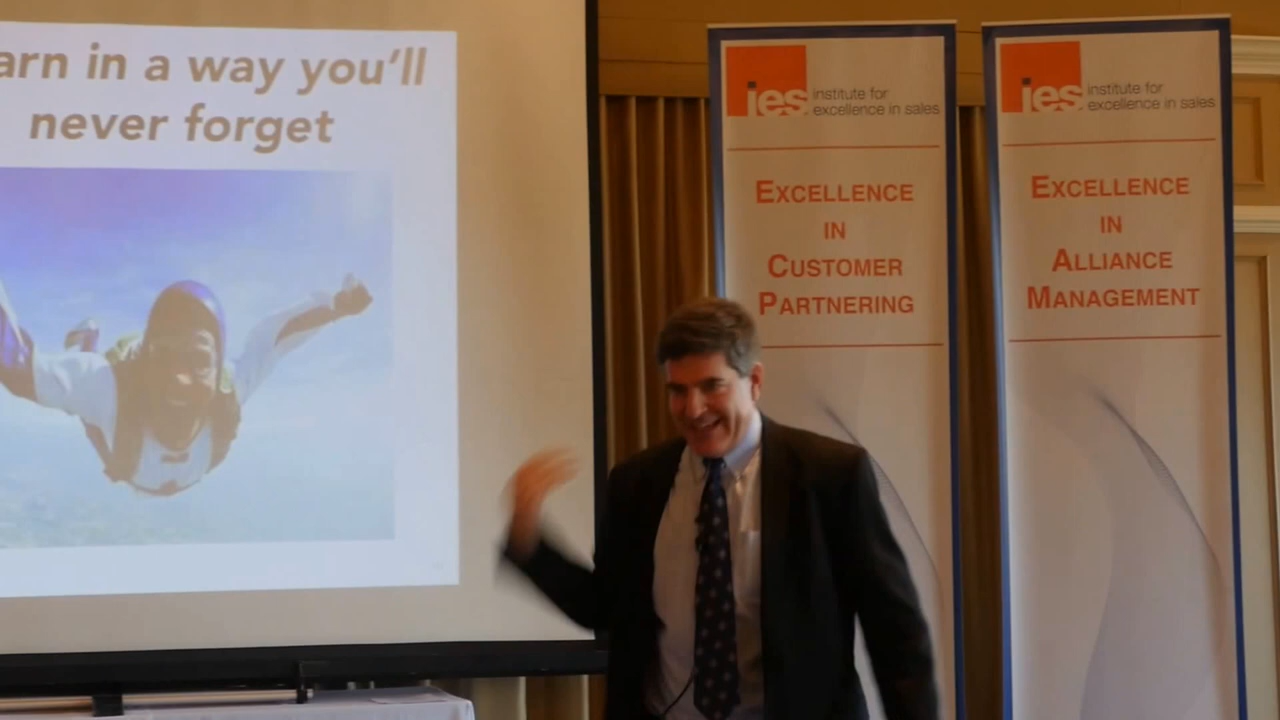 arn in a way you'll
never forget
ies institute for
excellence in sales
EXCELLENCE
IN
CUSTOMER
PARTNERING
ies institute for
excellence in sales
EXCELLENCE
IN
ALLIANCE
MANAGEMENT